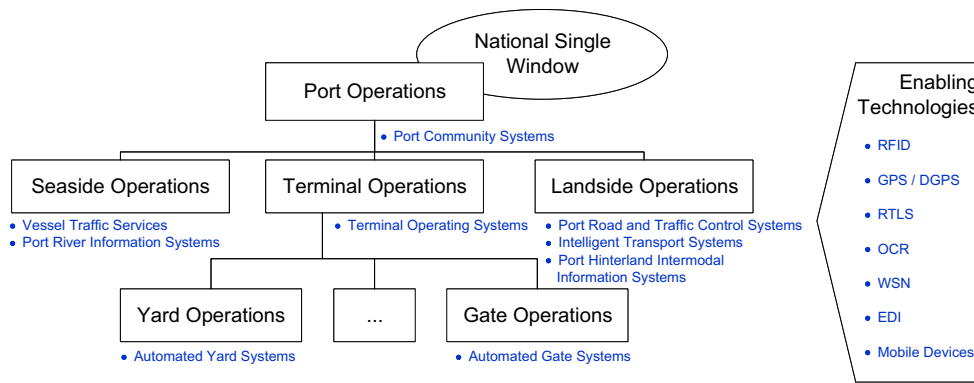 National Single
Window
Port Operations
• Port Community Systems
Seaside Operations
• Vessel Traffic Services
• Port River Information Systems
Terminal Operations
• Terminal Operating Systems
Landside Operations
• Port Road and Traffic Control Systems
• Intelligent Transport Systems
• Port Hinterland Intermodal
Information Systems
Yard Operations
• Automated Yard Systems
...
Gate Operations
• Automated Gate Systems
Enabling
Technologies
• RFID
• GPS / DGPS
• RTLS
• OCR
• WSN
• EDI
• Mobile Devices